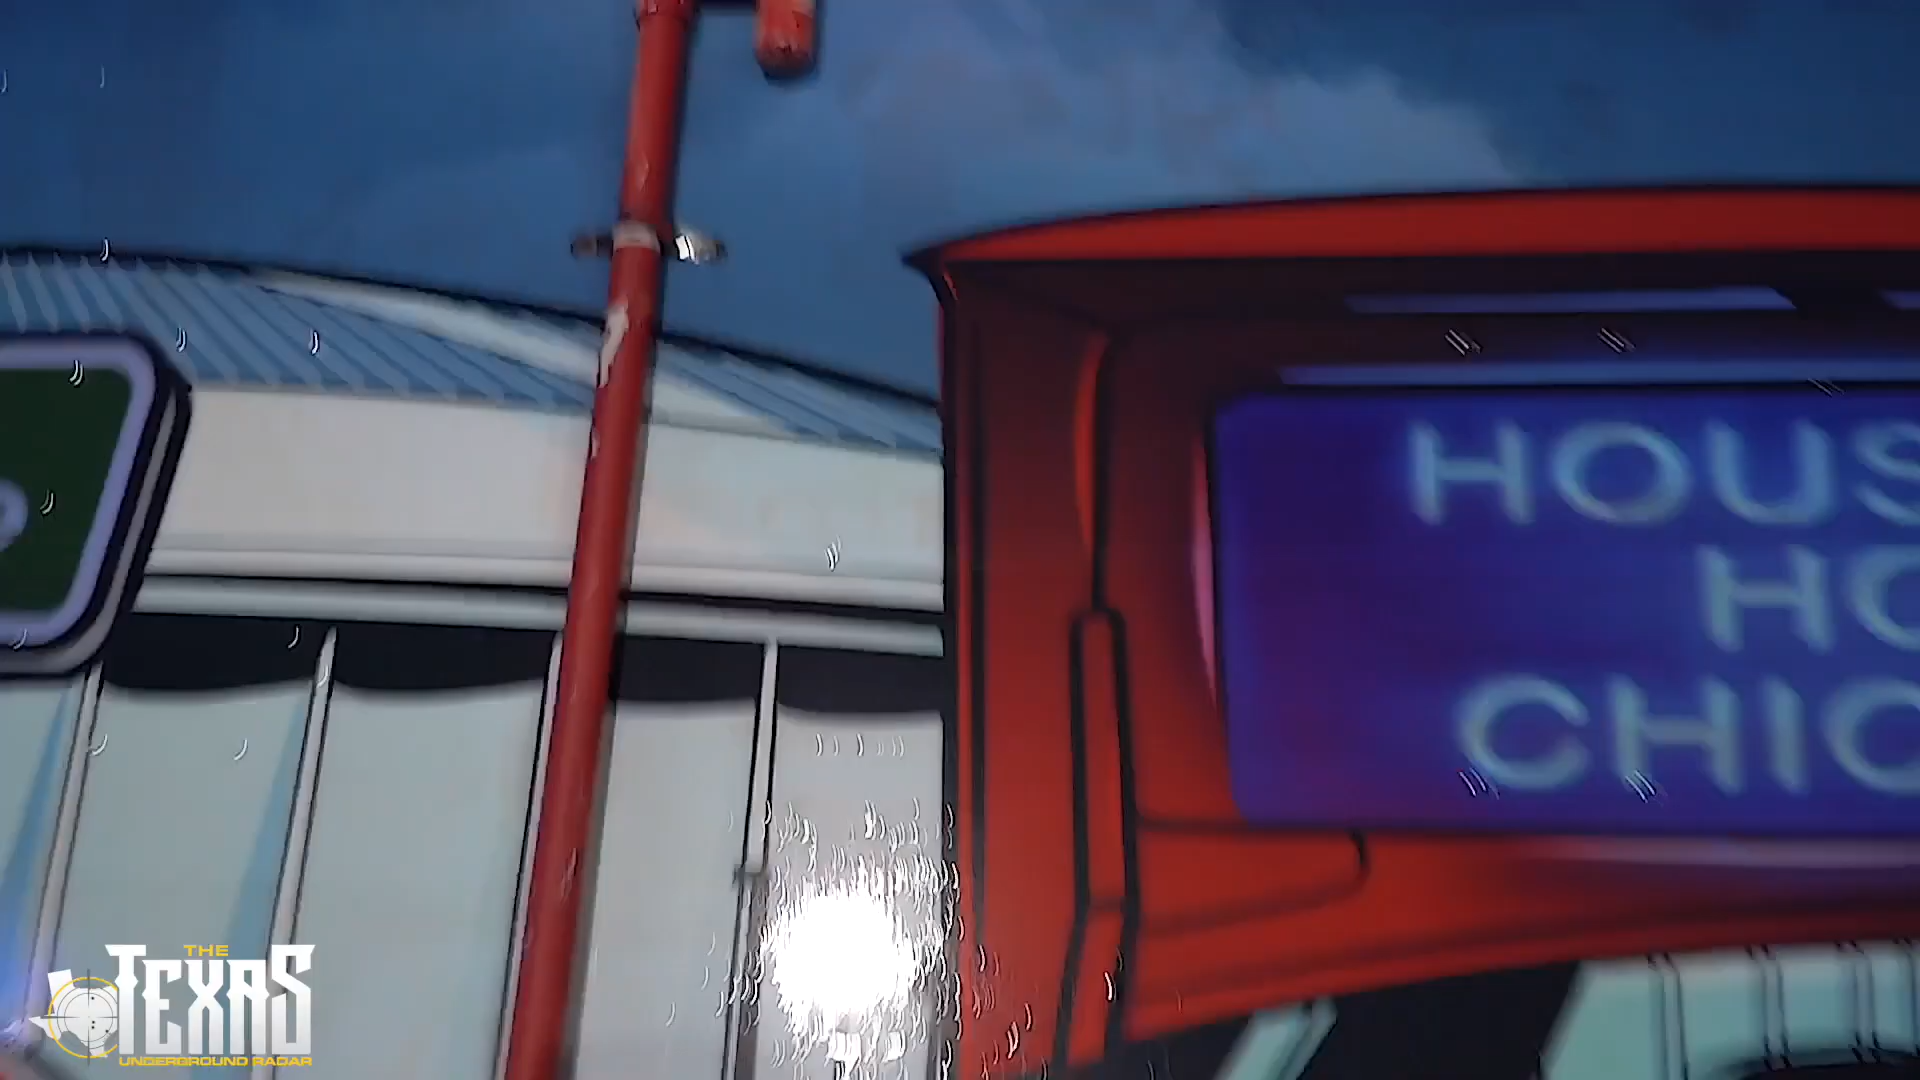 HOUS
HO
CHIC
THE
TEXAS
UNDERGROUND RADAR